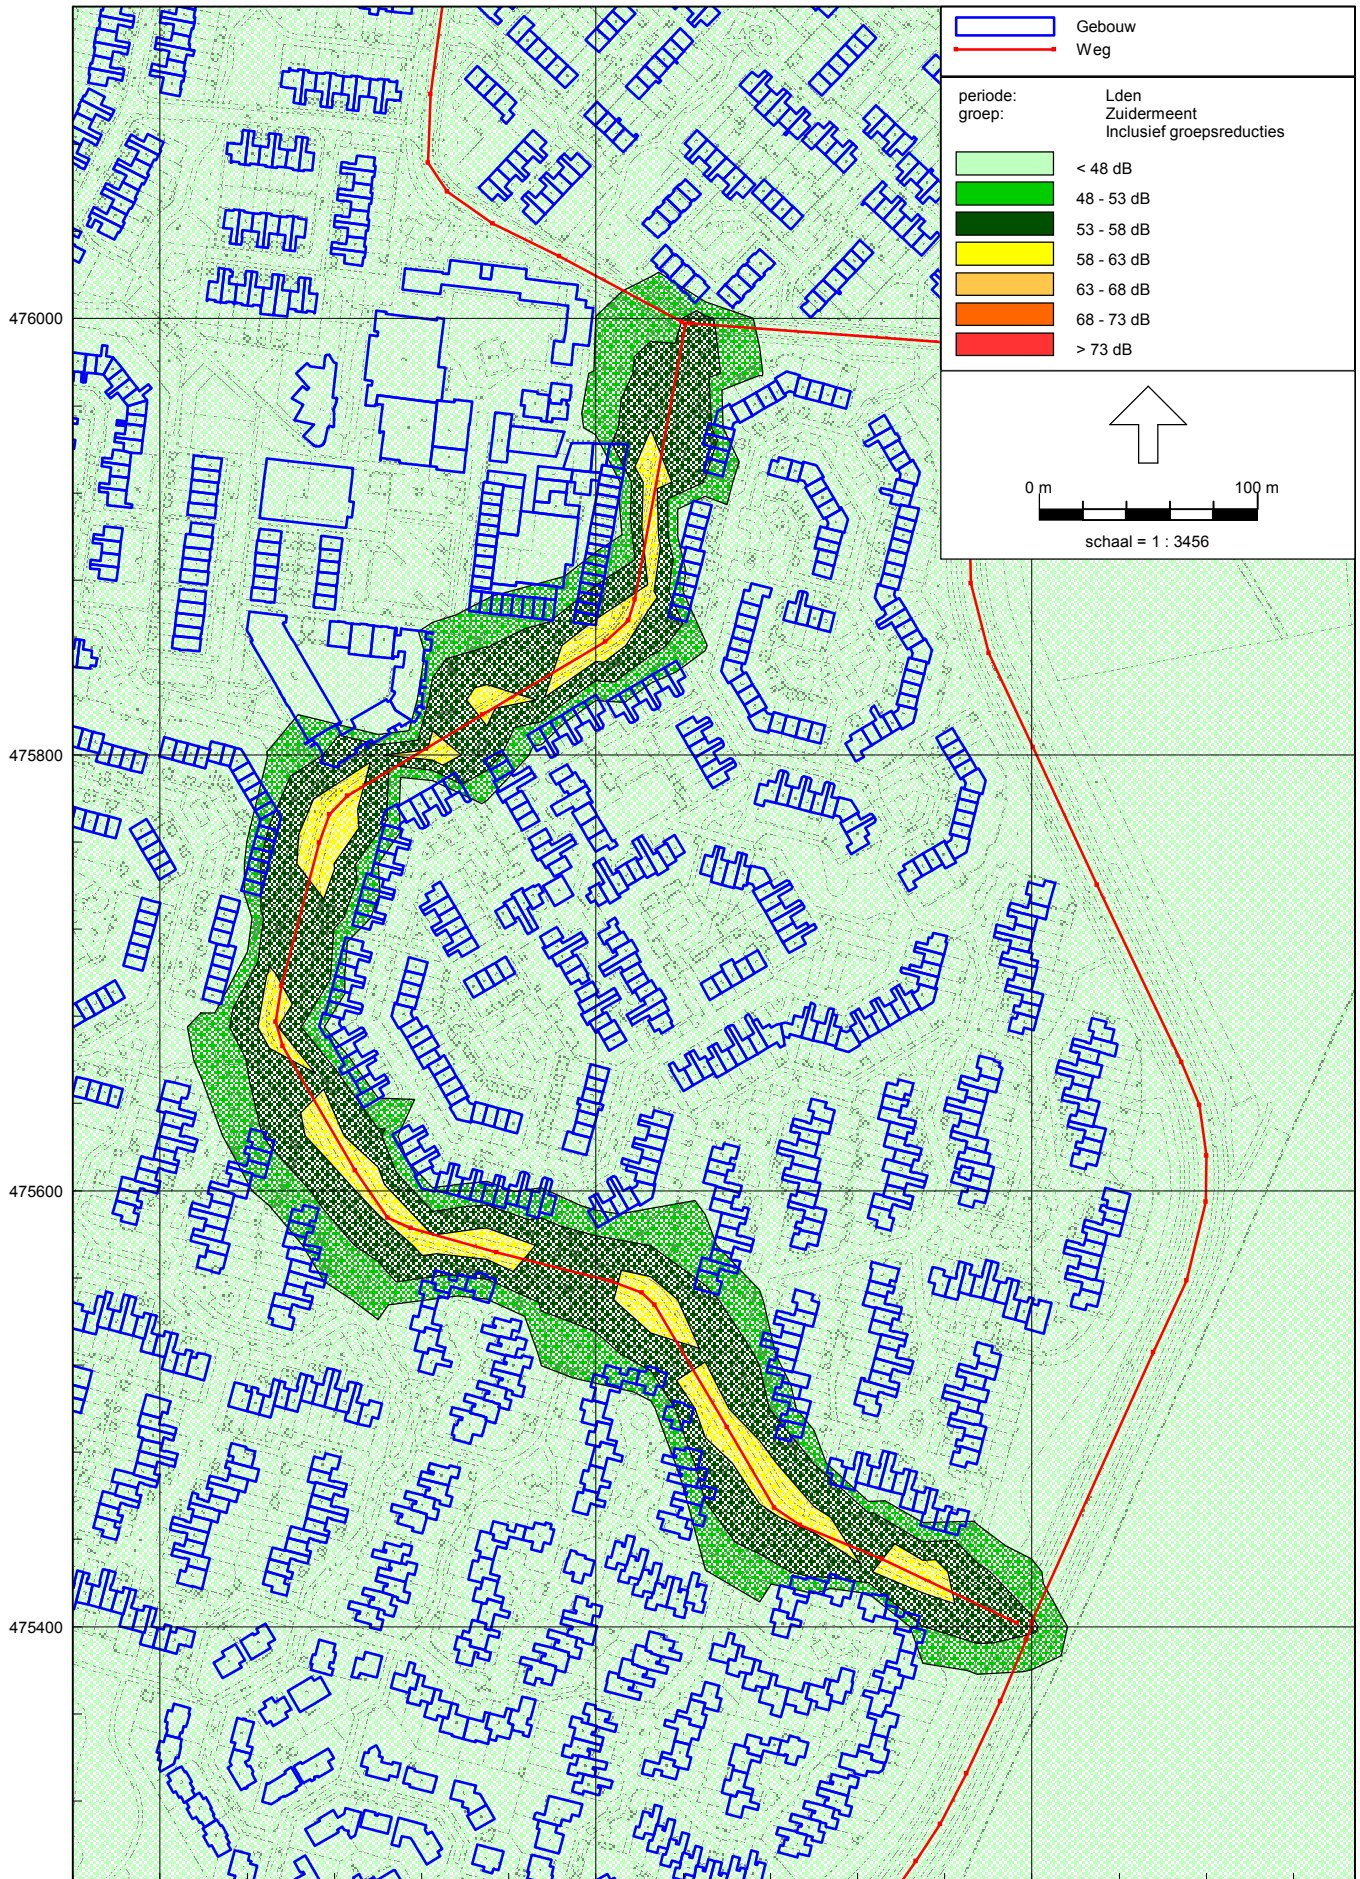 Gebouw
Weg
periode: Lden
groep: Zuidermeent
Inclusief groepsreducties
< 48 dB
48 - 53 dB
53 - 58 dB
58 - 63 dB
63 - 68 dB
68 - 73 dB
> 73 dB
0 m 100 m
schaal = 1 : 3456
476000
475800
475600
475400